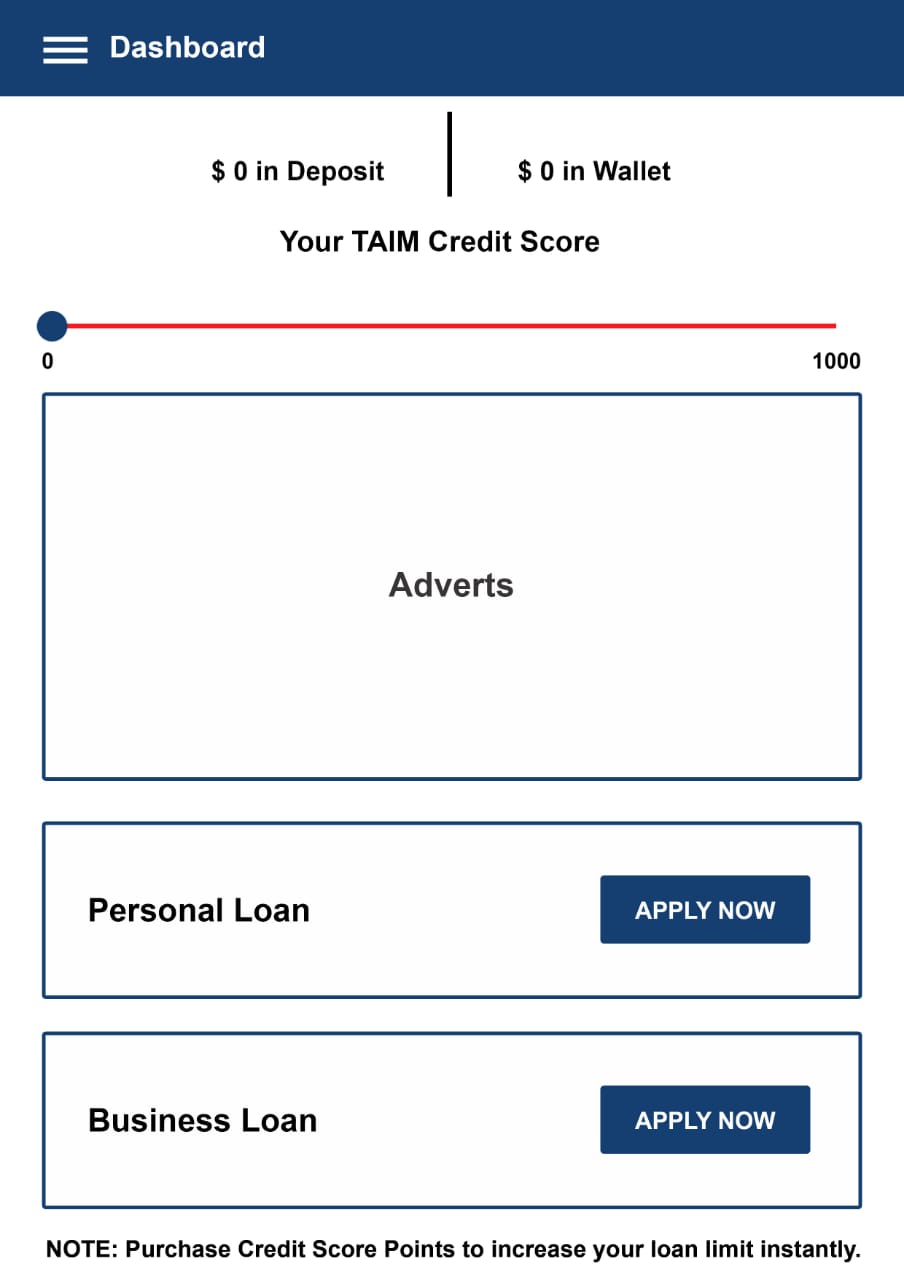 Dashboard
$ 0 in Deposit
$ 0 in Wallet
Your TAIM Credit Score
0
1000
Adverts
Personal Loan
APPLY NOW
Business Loan
APPLY NOW
NOTE: Purchase Credit Score Points to increase your loan limit instantly.